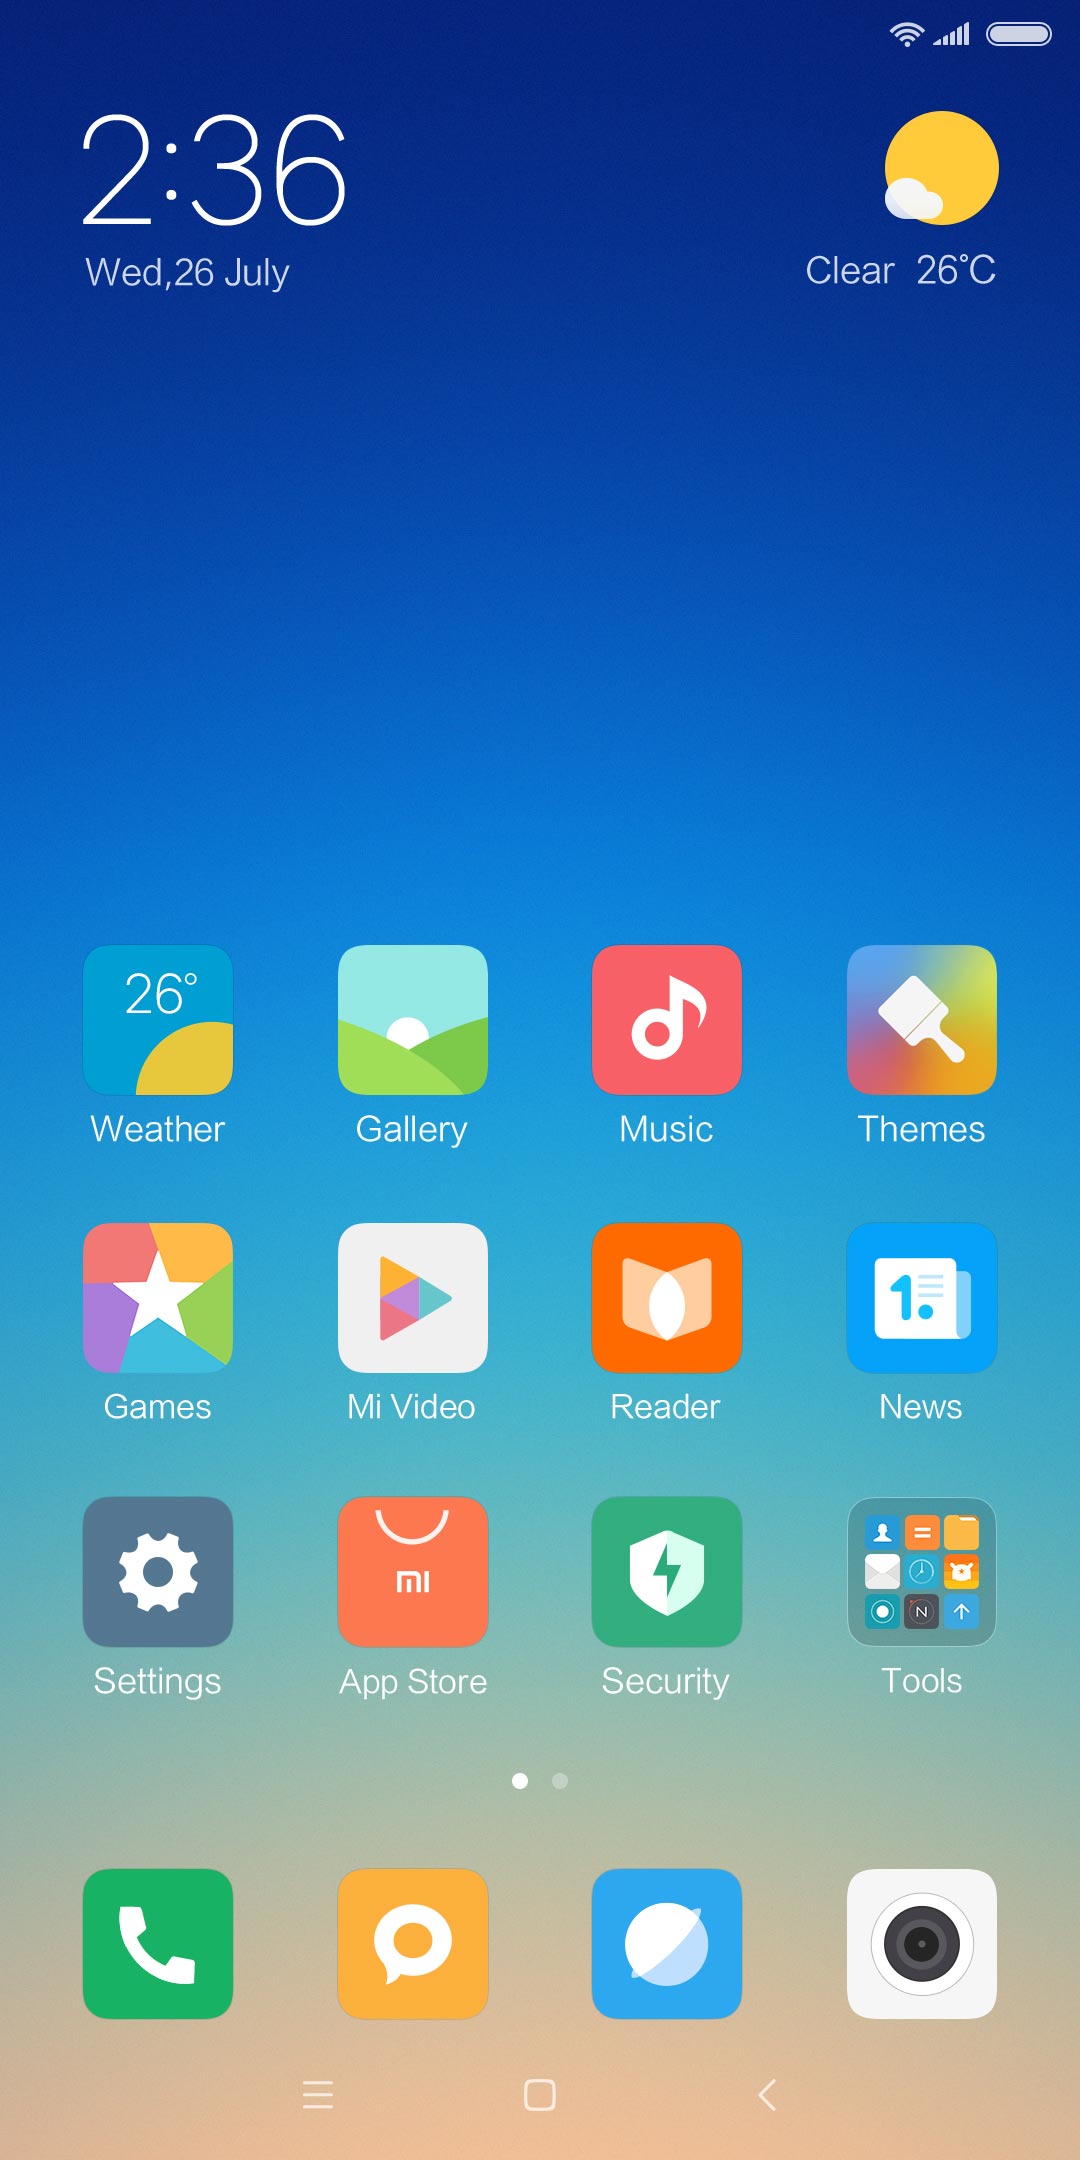 2:36
Wed,26 July
Clear 26°C
26°
Weather Gallery Music Themes
1.
Games Mi Video Reader News
mi
N
Settings App Store Security Tools